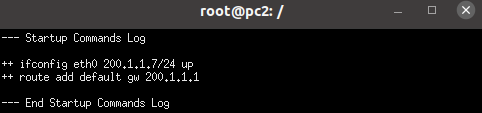 root@pc2: /
--- Startup Commands Log
++ ifconfig eth0 200.1.1.7/24 up
++ route add default gw 200.1.1.1
--- End Startup Commands Log